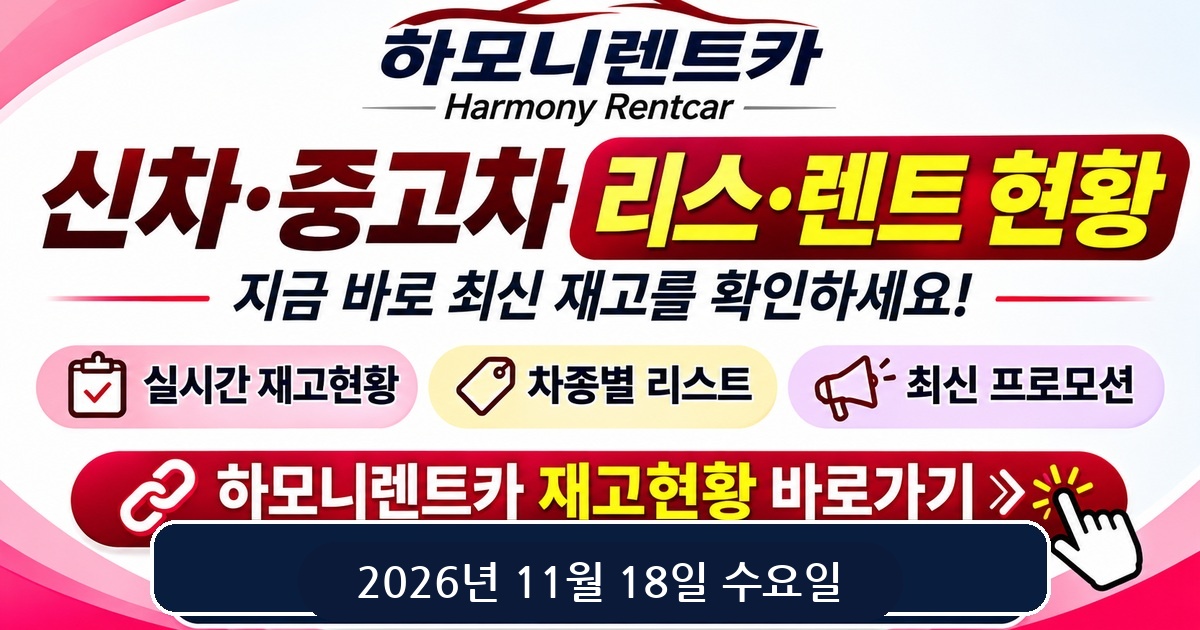 하모니렌트카
Harmony Rentcar
신차·중고차 리스·렌트 현황
지금 바로 최신 재고를 확인하세요!
실시간 재고현황 차종별 리스트 최신 프로모션
하모니렌트카 재고현황 바로가기
2026년 11월 18일 수요일